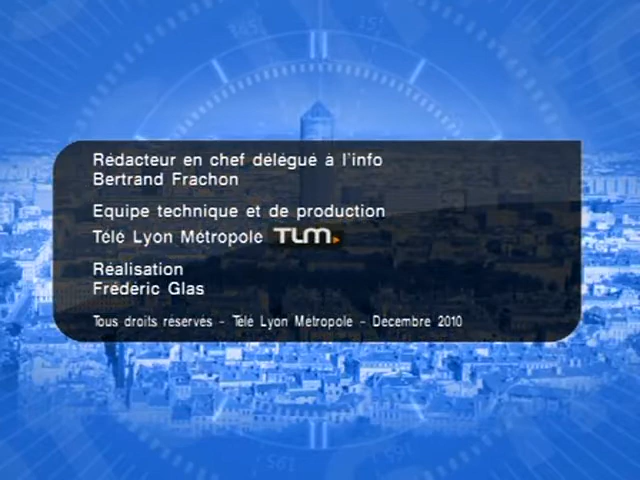 Rédacteur en chef délégué à l'info
Bertrand Frachon
Equipe technique et de production
Télé Lyon Métropole TLM
Réalisation
Frédéric Glas
Tous droits réservés - Télé Lyon Métropole - Décembre 2010